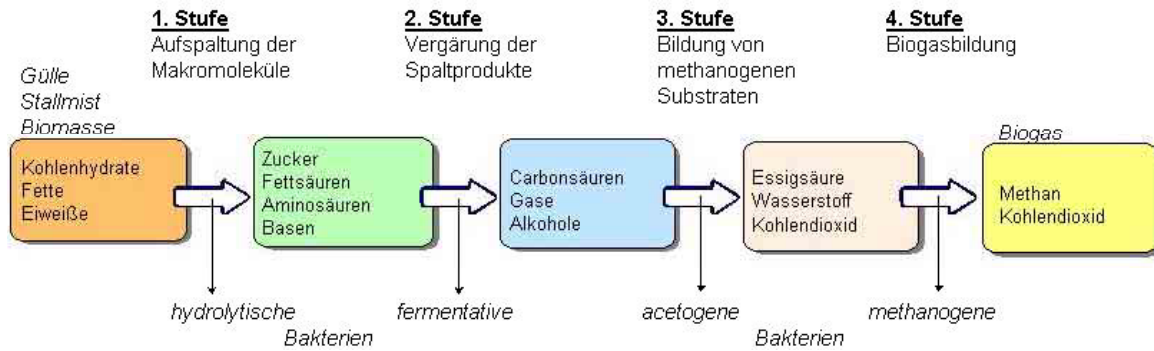 1. Stufe
Aufspaltung der
Makromoleküle
2. Stufe
Vergärung der
Spaltprodukte
3. Stufe
Bildung von
methanogenen
Substraten
4. Stufe
Biogasbildung
Gülle
Stallmist
Biomasse
Kohlenhydrate
Fette
Eiweiße
Zucker
Fettsäuren
Aminosäuren
Basen
Carbonsäuren
Gase
Alkohole
Essigsäure
Wasserstoff
Kohlendioxid
Biogas
Methan
Kohlendioxid
hydrolytische
fermentative
Bakterien
acetogene
methanogene
Bakterien